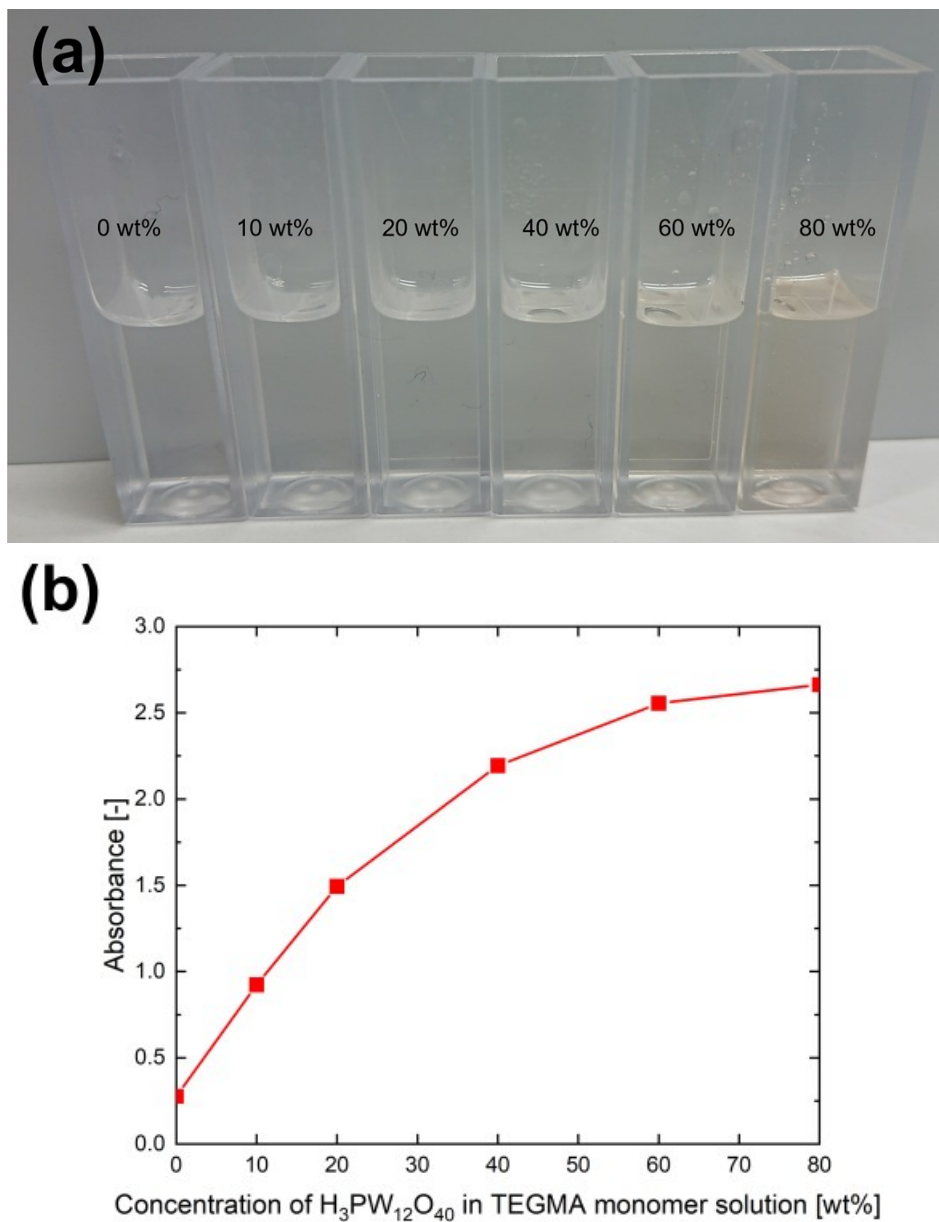 (a)
0 wt% 10 wt% 20 wt% 40 wt% 60 wt% 80 wt%
(b)
3.0
2.5
2.0
1.5
1.0
0.5
0.0
Absorbance [-]
0 10 20 30 40 50 60 70 80
Concentration of H₃PW₁₂O₄₀ in TEGMA monomer solution [wt%]